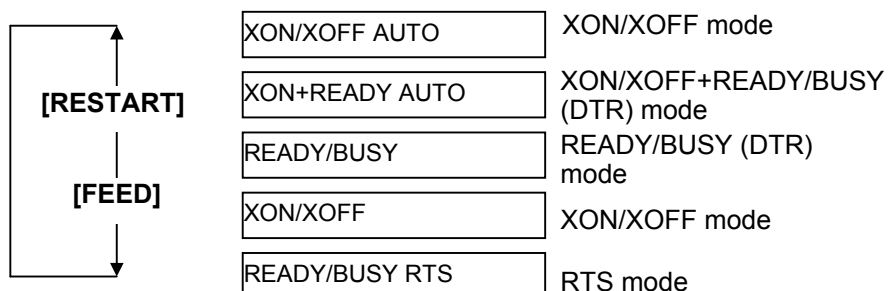 XON/XOFF AUTO
XON/XOFF mode
[RESTART]
XON+READY AUTO
XON/XOFF+READY/BUSY
(DTR) mode
READY/BUSY
READY/BUSY (DTR)
mode
[FEED]
XON/XOFF
XON/XOFF mode
READY/BUSY RTS
RTS mode